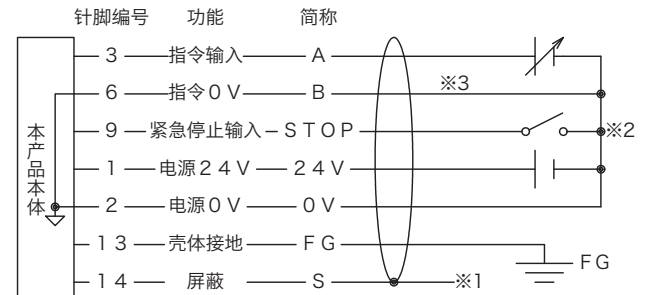 针脚编号 功能 简称
3 指令输入 A
6 指令０Ｖ B ※3
9 紧急停止输入 ＳＴＯＰ ※2
1 电源２４Ｖ ２４Ｖ
2 电源０Ｖ ０Ｖ
１３ 壳体接地 ＦＧ
ＦＧ
１４ 屏蔽 S ※1
本产品本体